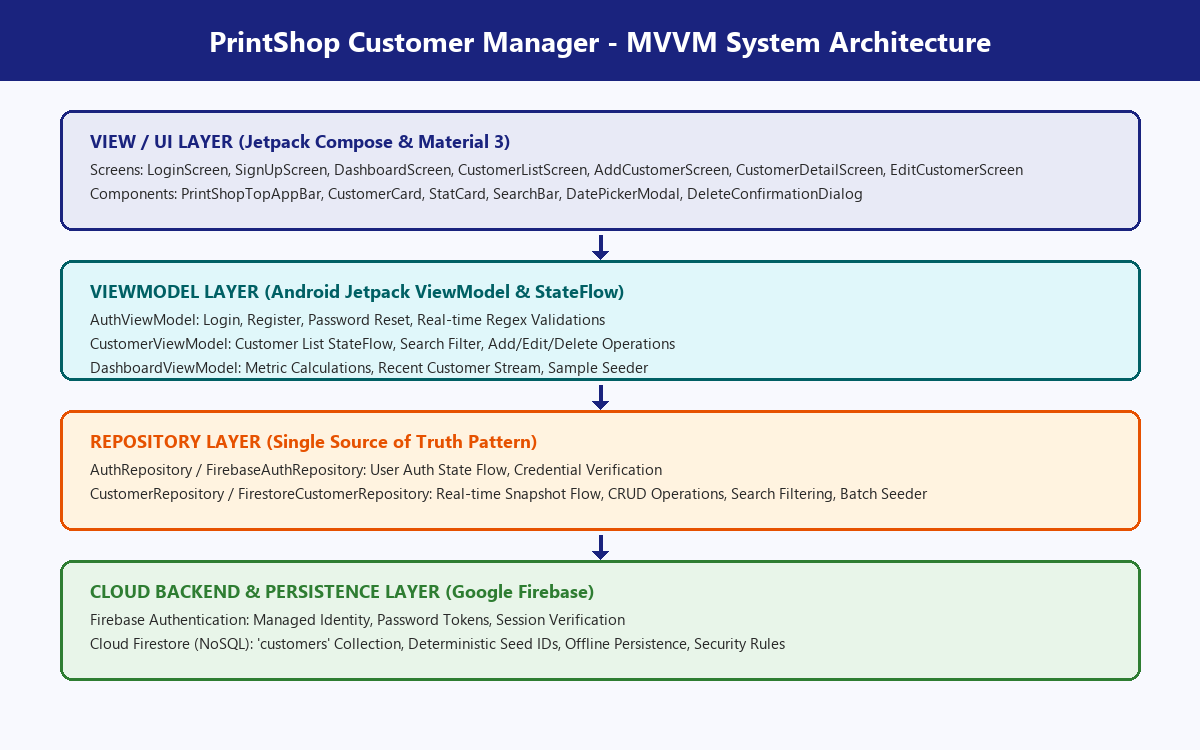 PrintShop Customer Manager - MVVM System Architecture
VIEW / UI LAYER (Jetpack Compose & Material 3)
Screens: LoginScreen, SignUpScreen, DashboardScreen, CustomerListScreen, AddCustomerScreen, CustomerDetailScreen, EditCustomerScreen
Components: PrintShopTopAppBar, CustomerCard, StatCard, SearchBar, DatePickerModal, DeleteConfirmationDialog
VIEWMODEL LAYER (Android Jetpack ViewModel & StateFlow)
AuthViewModel: Login, Register, Password Reset, Real-time Regex Validations
CustomerViewModel: Customer List StateFlow, Search Filter, Add/Edit/Delete Operations
DashboardViewModel: Metric Calculations, Recent Customer Stream, Sample Seeder
REPOSITORY LAYER (Single Source of Truth Pattern)
AuthRepository / FirebaseAuthRepository: User Auth State Flow, Credential Verification
CustomerRepository / FirestoreCustomerRepository: Real-time Snapshot Flow, CRUD Operations, Search Filtering, Batch Seeder
CLOUD BACKEND & PERSISTENCE LAYER (Google Firebase)
Firebase Authentication: Managed Identity, Password Tokens, Session Verification
Cloud Firestore (NoSQL): 'customers' Collection, Deterministic Seed IDs, Offline Persistence, Security Rules